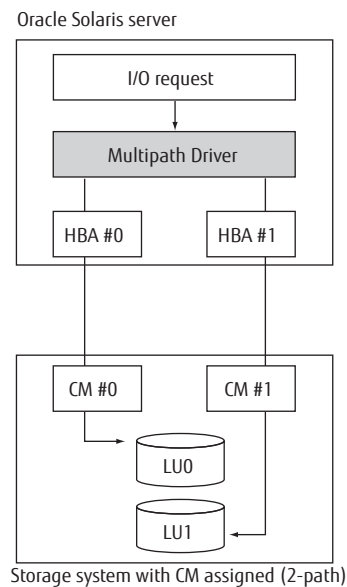 Oracle Solaris server
I/O request
Multipath Driver
HBA #0
HBA #1
CM #0
CM #1
LU0
LU1
Storage system with CM assigned (2-path)